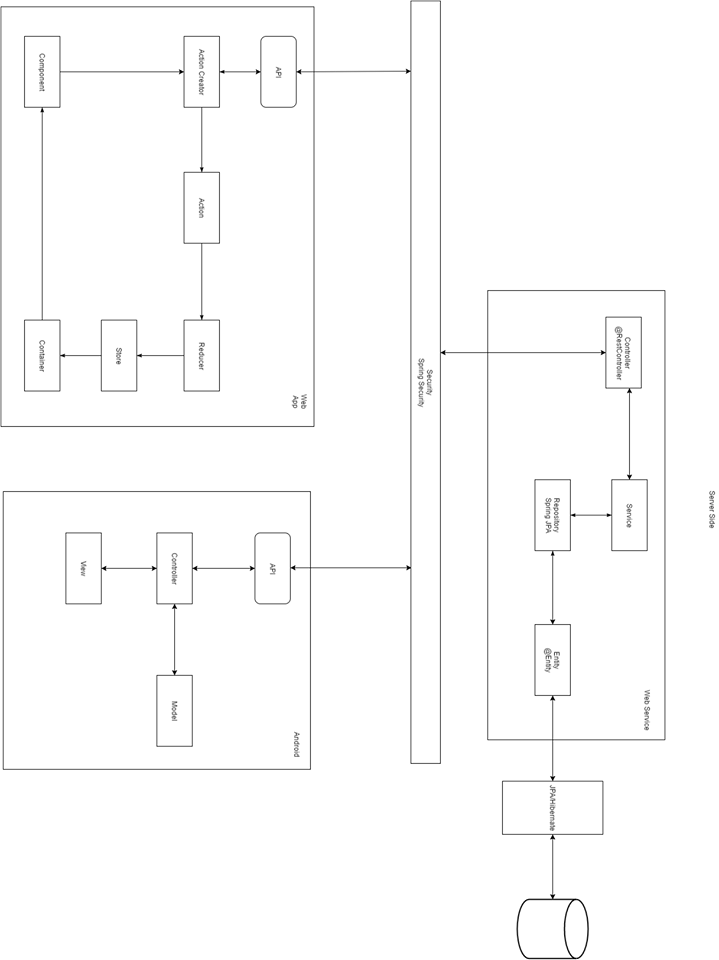 Server Side
Controller
@RestController
Service
Repository
Spring JPA
Entity
@Entity
Web Service
JPA/Hibernate
Security
Spring Security
API
Action Creator
Component
Action
Reducer
Store
Container
Web
App
API
Controller
View
Model
Android